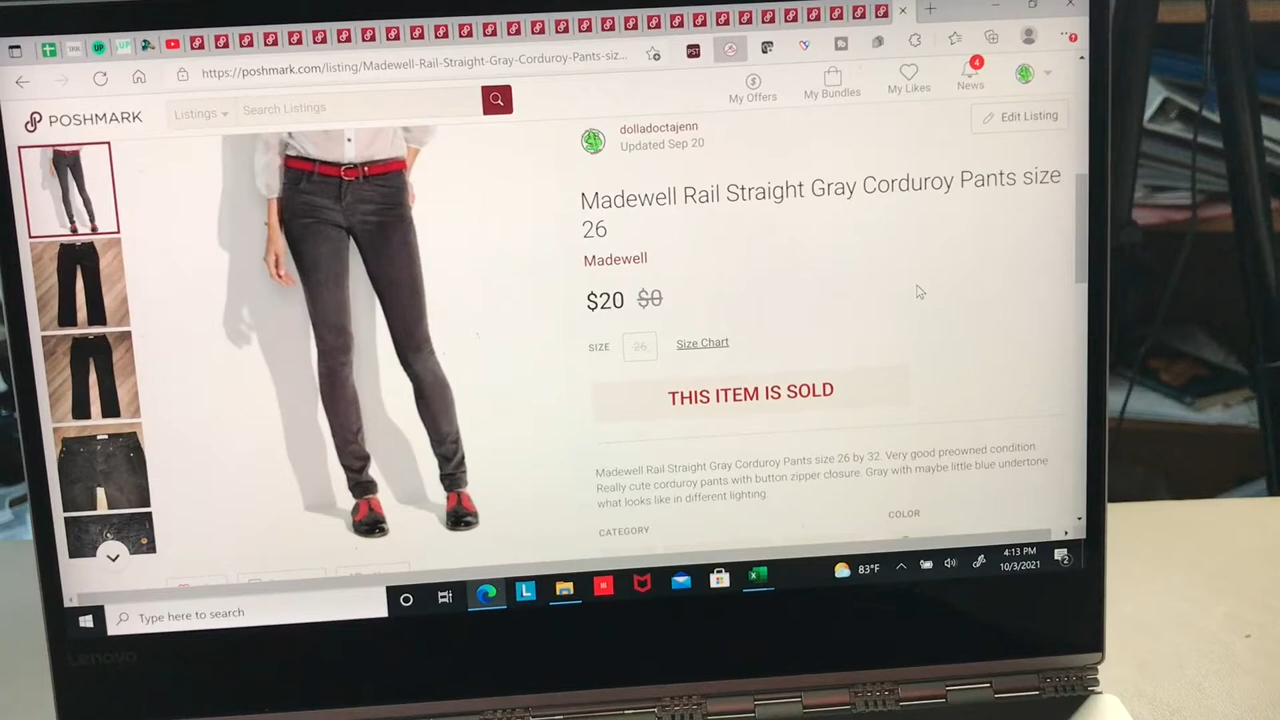 UP
UP
https://poshmark.com/listing/Madewell-Rail-Straight-Gray-Corduroy-Pants-siz...
PST
POSHMARK
Listings
Search Listings
My Offers
My Bundles
My Likes
4
News
dolladoctajenn
Updated Sep 20
Edit Listing
Madewell Rail Straight Gray Corduroy Pants size
26
Madewell
$20 $0
SIZE 26 Size Chart
THIS ITEM IS SOLD
Madewell Rail Straight Gray Corduroy Pants size 26 by 32. Very good preowned condition
Really cute corduroy pants with button zipper closure. Gray with maybe little blue undertone
what looks like in different lighting.
CATEGORY
COLOR
Type here to search
L
83°F
4:13 PM
10/3/2021
2
Lenovo